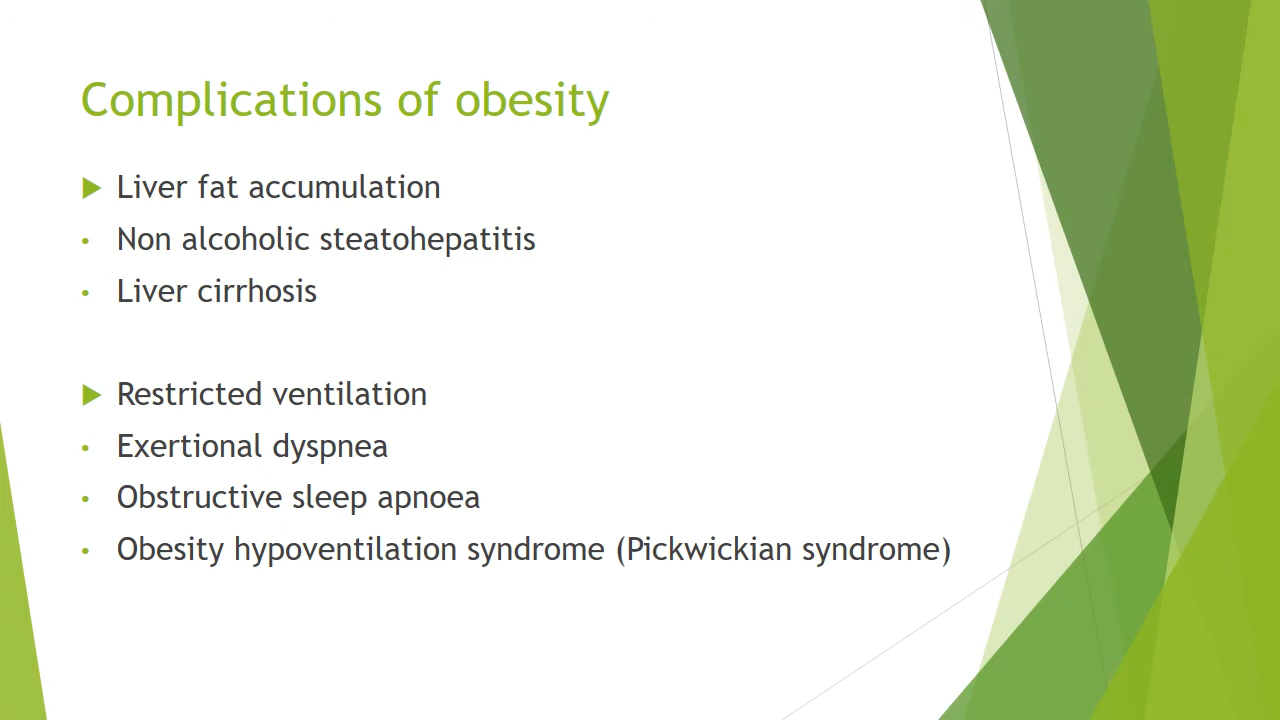 Complications of obesity
Liver fat accumulation
Non alcoholic steatohepatitis
Liver cirrhosis
Restricted ventilation
Exertional dyspnea
Obstructive sleep apnoea
Obesity hypoventilation syndrome (Pickwickian syndrome)